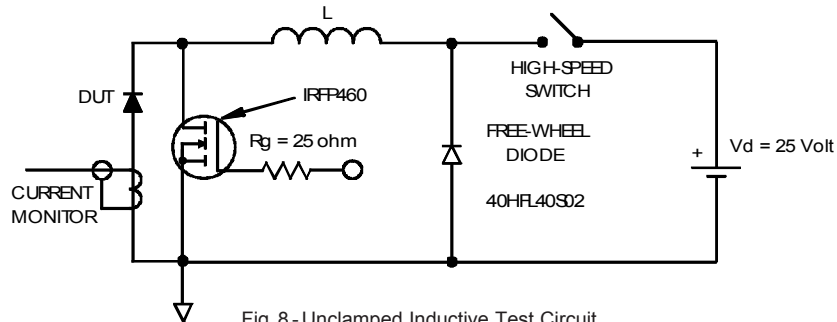 L
HIGH-SPEED
SWITCH
DUT
IRFP460
Rg = 25 ohm
FREE-WHEEL
DIODE
+
Vd = 25 Volt
CURRENT
MONITOR
40HFL40S02
Fig. 8 - Unclamped Inductive Test Circuit